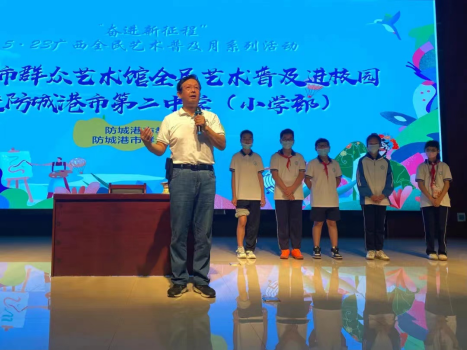 “奋进新征程”
5·23广西全民艺术普及月系列活动
市群众艺术馆全民艺术普及进校园
防城港市第二中学（小学部）
防城港市
防城港市